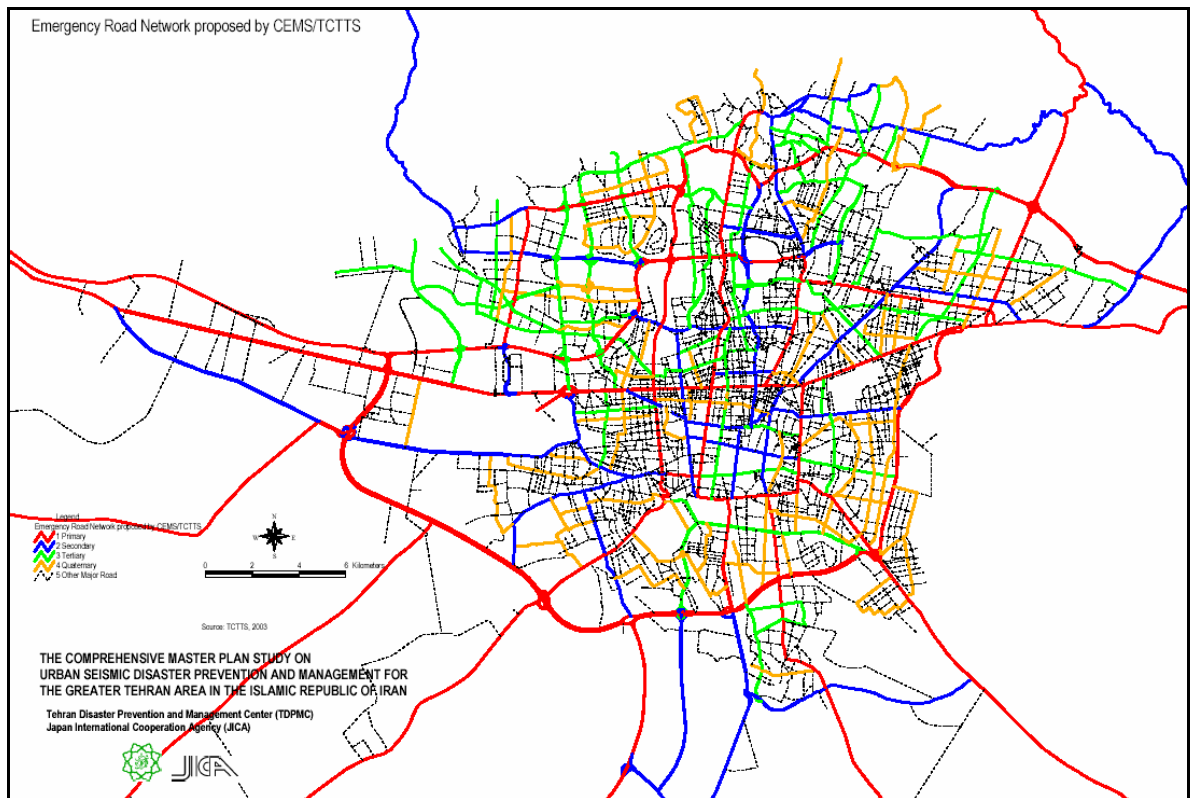 Emergency Road Network proposed by CEMS/TCTTS
Legend
Emergency Road Network proposed by CEMS/TCTTS
1 Primary
2 Secondary
3 Tertiary
4 Quaternary
5 Other Major Road
N
W E
S
0 2 4 6 Kilometers
Source: TCTTS, 2003
THE COMPREHENSIVE MASTER PLAN STUDY ON
URBAN SEISMIC DISASTER PREVENTION AND MANAGEMENT FOR
THE GREATER TEHRAN AREA IN THE ISLAMIC REPUBLIC OF IRAN
Tehran Disaster Prevention and Management Center (TDPMC)
Japan International Cooperation Agency (JICA)
JICA